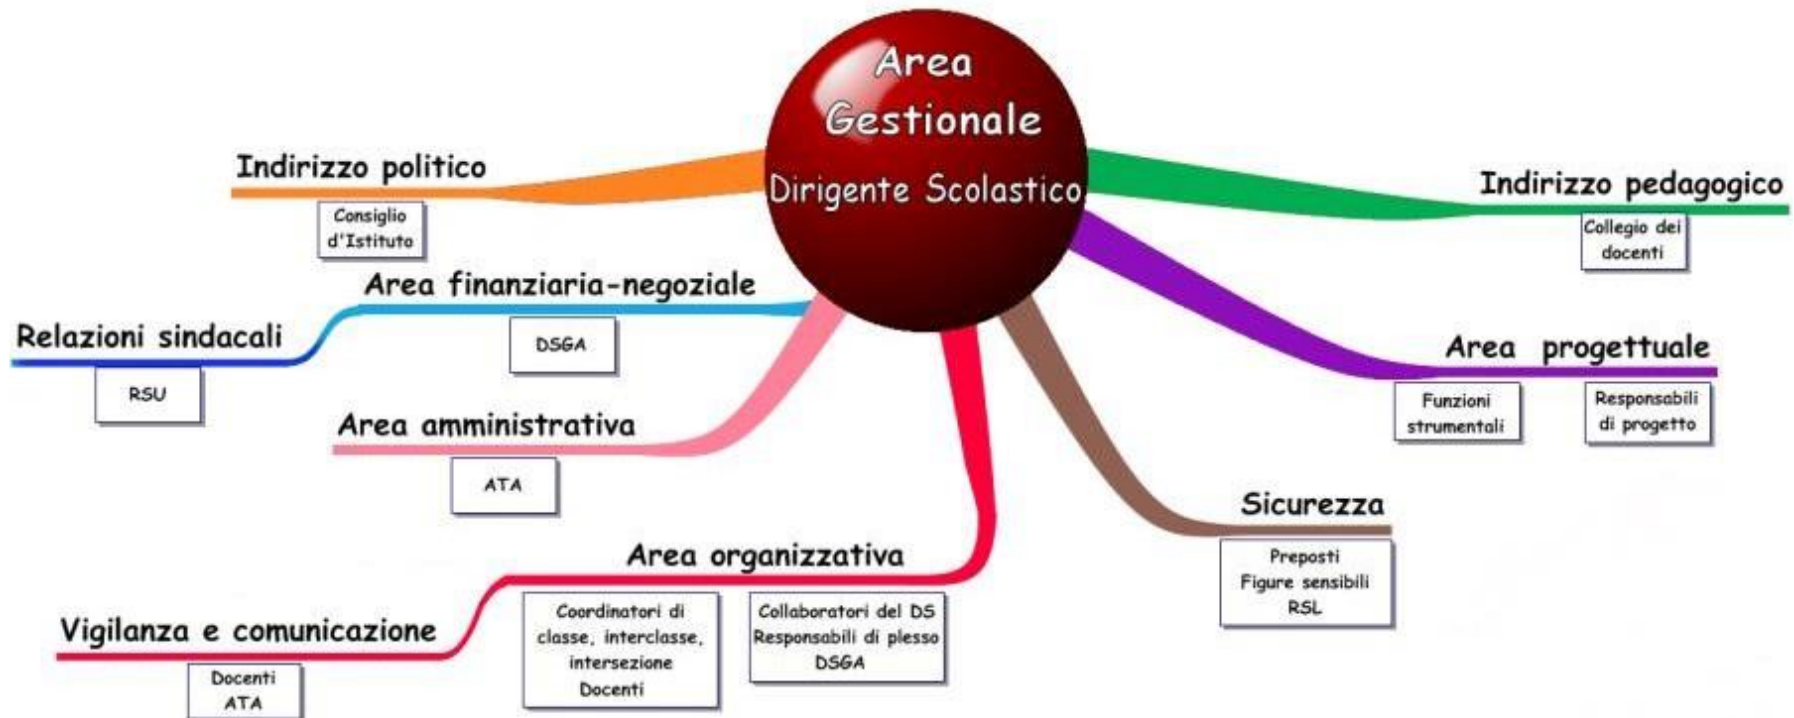 Area
Gestionale
Dirigente Scolastico
Indirizzo politico
Consiglio
d'Istituto
Area finanziaria-negoziale
DSGA
Relazioni sindacali
RSU
Area amministrativa
ATA
Area organizzativa
Coordinatori di
classe, interclasse,
intersezione
Docenti
Collaboratori del DS
Responsabili di plesso
DSGA
Vigilanza e comunicazione
Docenti
ATA
Indirizzo pedagogico
Collegio dei
docenti
Area progettuale
Funzioni
strumentali
Responsabili
di progetto
Sicurezza
Preposti
Figure sensibili
RSL